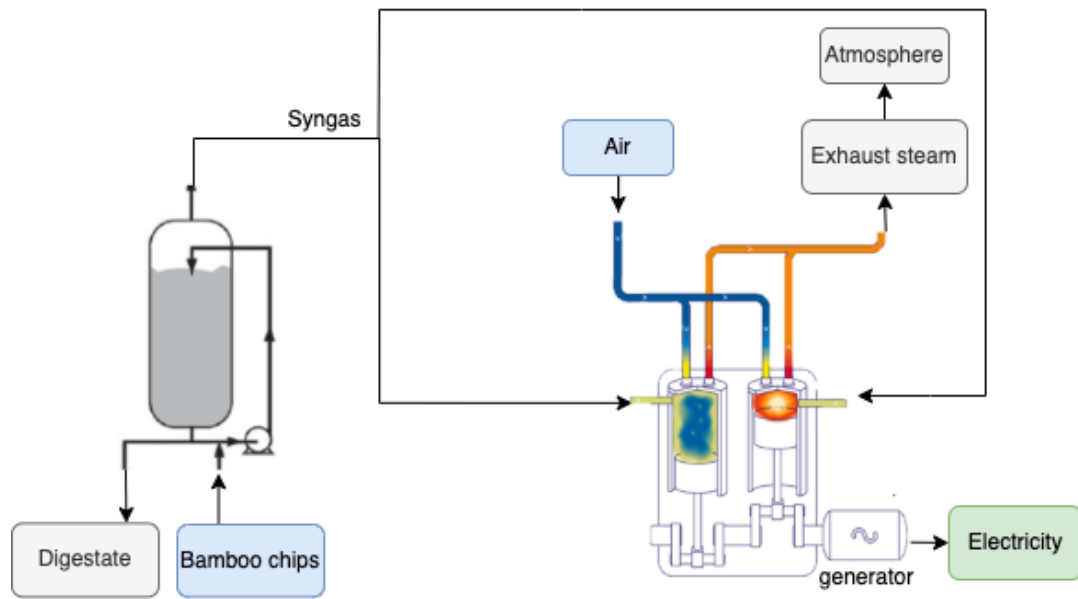 Atmosphere
Syngas
Air
Exhaust steam
Digestate
Bamboo chips
generator
Electricity